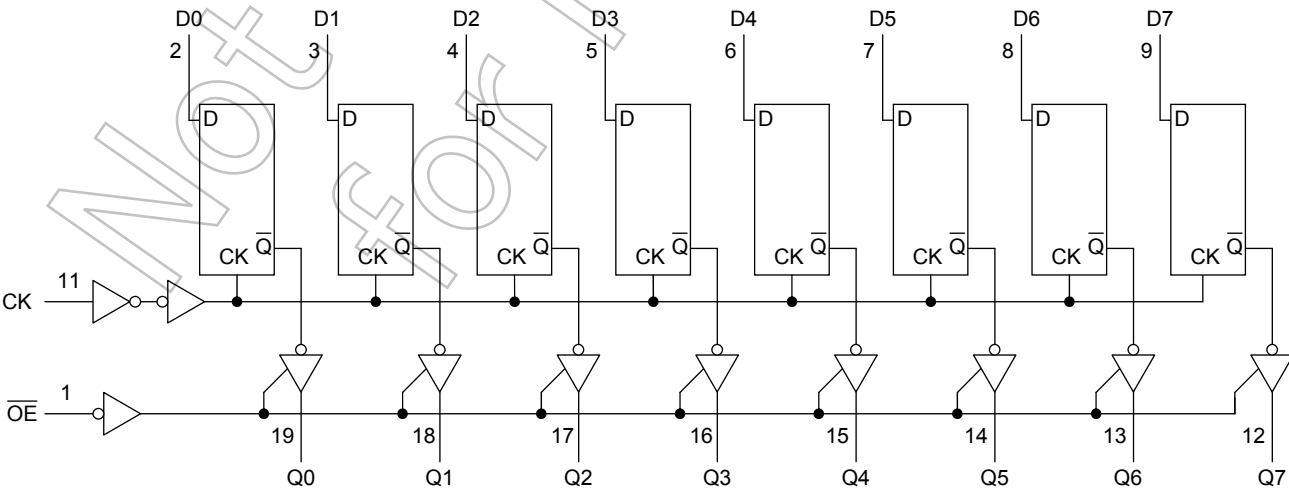 D0 D1 D2 D3 D4 D5 D6 D7
2 3 4 5 6 7 8 9
D D D D D D D D
Q̅ Q̅ Q̅ Q̅ Q̅ Q̅ Q̅ Q̅
CK CK CK CK CK CK CK CK
11
CK
1
O̅E̅
19 18 17 16 15 14 13 12
Q0 Q1 Q2 Q3 Q4 Q5 Q6 Q7
Not
for